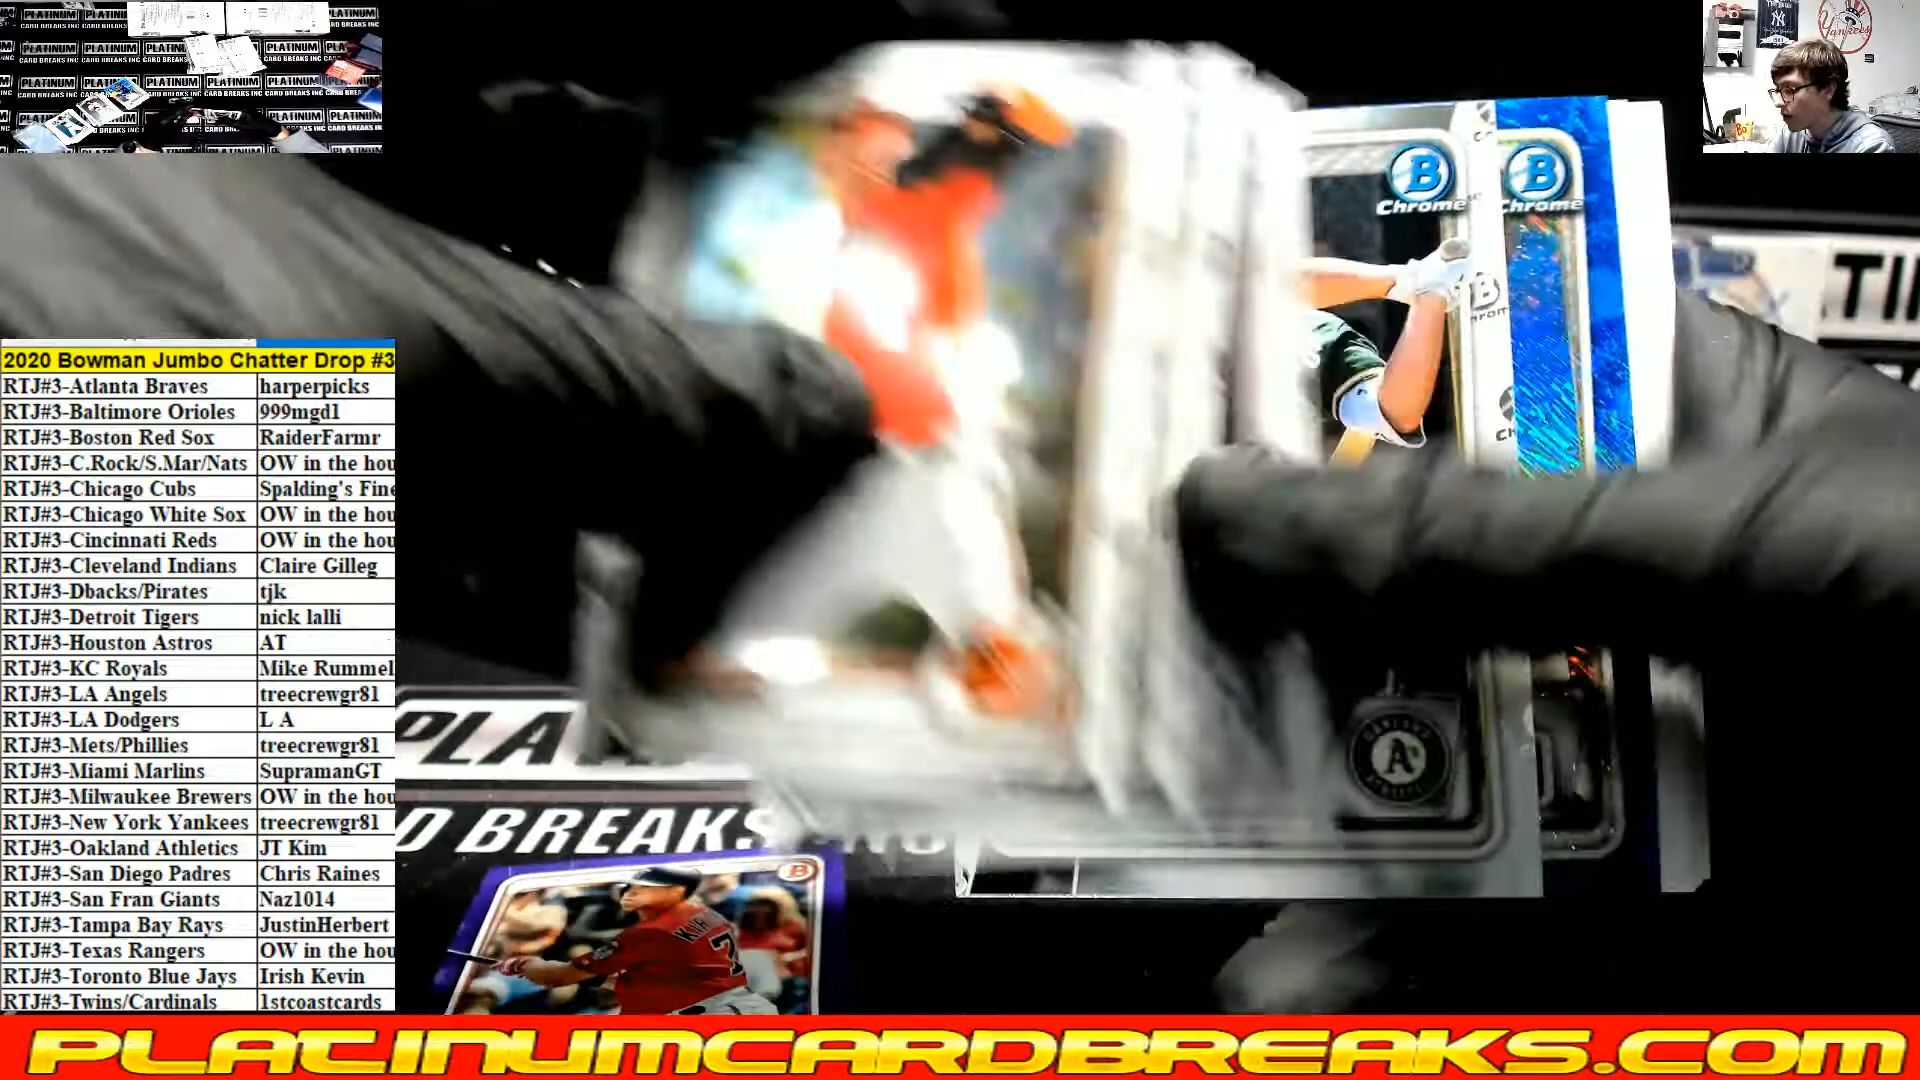 2020 Bowman Jumbo Chatter Drop #3
RTJ#3-Atlanta Braves harperpicks
RTJ#3-Baltimore Orioles 999mgd1
RTJ#3-Boston Red Sox RaiderFarmr
RTJ#3-C.Rock/S.Mar/Nats OW in the hou
RTJ#3-Chicago Cubs Spalding's Fine
RTJ#3-Chicago White Sox OW in the hou
RTJ#3-Cincinnati Reds OW in the hou
RTJ#3-Cleveland Indians Claire Gilleg
RTJ#3-Dbacks/Pirates tjk
RTJ#3-Detroit Tigers nick lalli
RTJ#3-Houston Astros AT
RTJ#3-KC Royals Mike Rummel
RTJ#3-LA Angels treecrewgr81
RTJ#3-LA Dodgers L A
RTJ#3-Mets/Phillies treecrewgr81
RTJ#3-Miami Marlins SupramanGT
RTJ#3-Milwaukee Brewers OW in the hou
RTJ#3-New York Yankees treecrewgr81
RTJ#3-Oakland Athletics JT Kim
RTJ#3-San Diego Padres Chris Raines
RTJ#3-San Fran Giants Naz1014
RTJ#3-Tampa Bay Rays JustinHerbert
RTJ#3-Texas Rangers OW in the hou
RTJ#3-Toronto Blue Jays Irish Kevin
RTJ#3-Twins/Cardinals 1stcoastcards
B Chrome
B Chrome
PLA
D BREAKS
B
7
PLATINUMCARDBREAKS.COM
PLATINUM
CARD BREAKS INC
Yankees